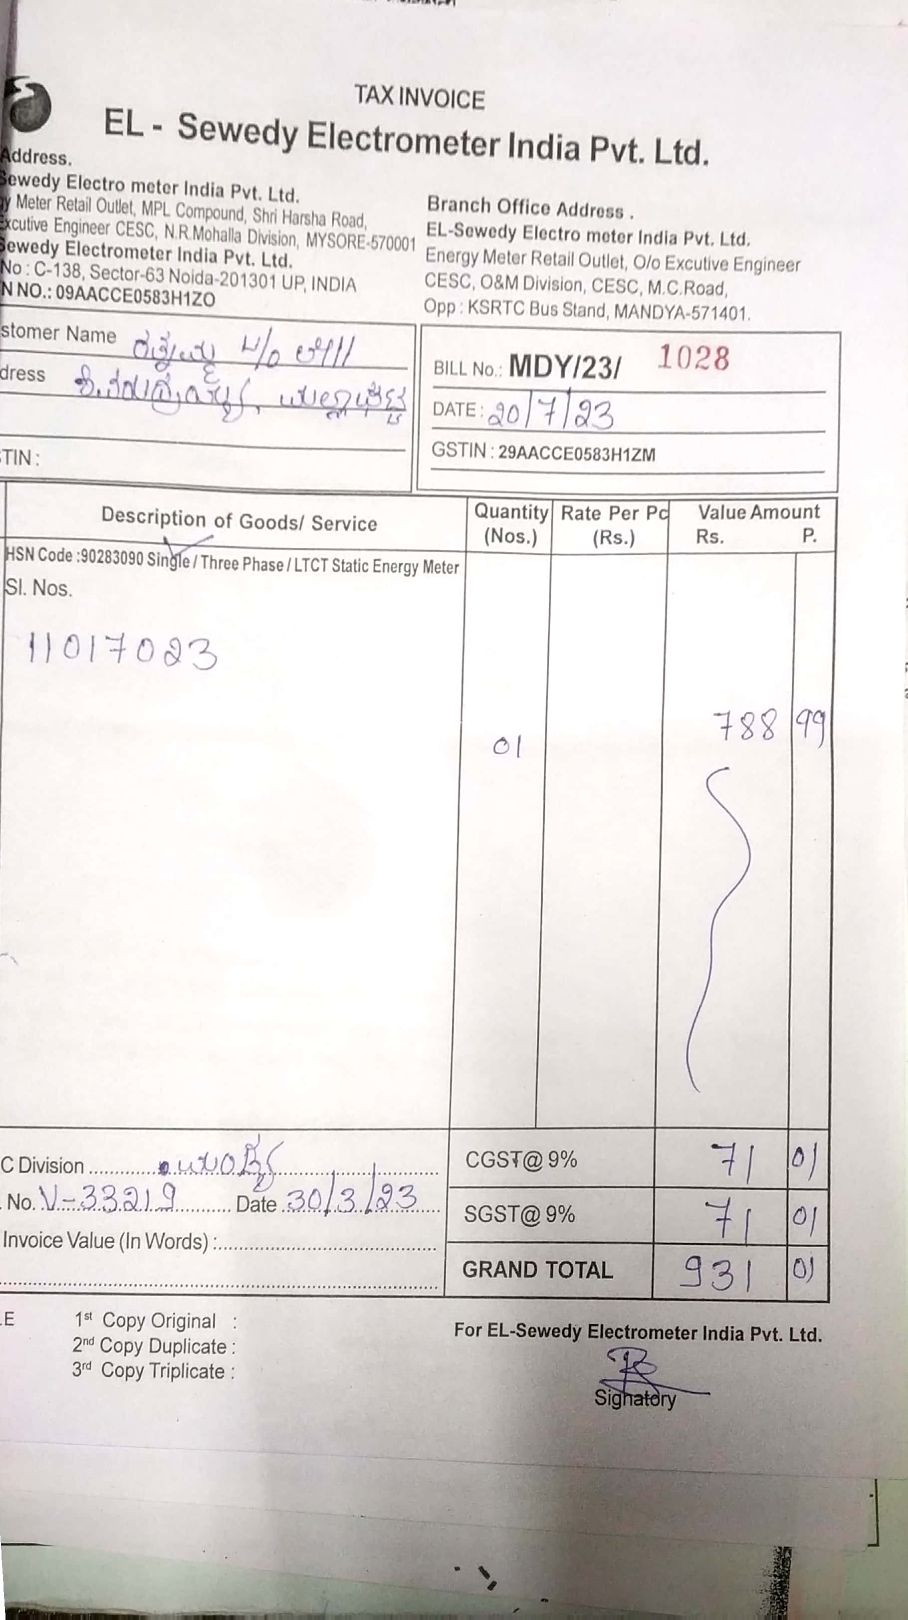 TAX INVOICE
EL - Sewedy Electrometer India Pvt. Ltd.
Address.
Sewedy Electro meter India Pvt. Ltd.
Meter Retail Outlet, MPL Compound, Shri Harsha Road,
Excutive Engineer CESC, N.R.Mohalla Division, MYSORE-570001
Sewedy Electrometer India Pvt. Ltd.
No : C-138, Sector-63 Noida-201301 UP, INDIA
N NO.: 09AACCE0583H1ZO
Branch Office Address .
EL-Sewedy Electro meter India Pvt. Ltd.
Energy Meter Retail Outlet, O/o Excutive Engineer
CESC, O&M Division, CESC, M.C.Road,
Opp : KSRTC Bus Stand, MANDYA-571401.
stomer Name
dress
TIN :
BILL No.: MDY/23/ 1028
DATE : 20/7/23
GSTIN : 29AACCE0583H1ZM
Description of Goods/ Service Quantity (Nos.) Rate Per Pc (Rs.) Value Amount Rs. P.
HSN Code :90283090 Single / Three Phase / LTCT Static Energy Meter
Sl. Nos.
11017023
01 788 99
C Division
No. V-33219 Date 30/3/23
Invoice Value (In Words) :
CGST@ 9% 71 01
SGST@ 9% 71 01
GRAND TOTAL 931 01
LE 1st Copy Original :
2nd Copy Duplicate :
3rd Copy Triplicate :
For EL-Sewedy Electrometer India Pvt. Ltd.
Signatory